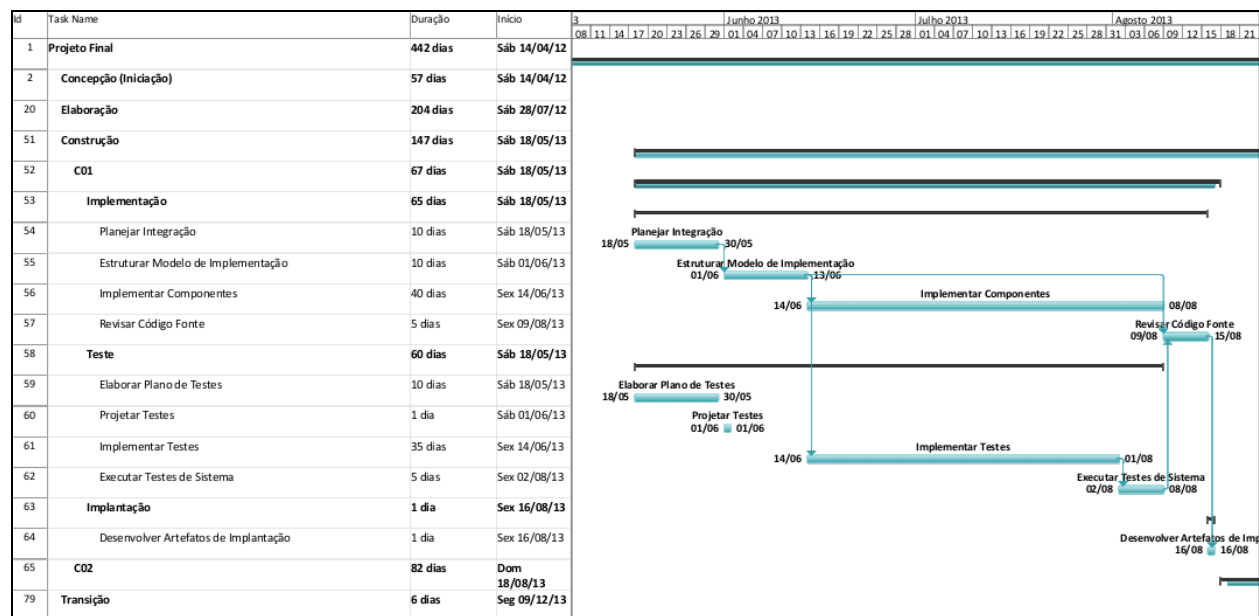 Id Task Name Duração Início 3 Junho 2013 Julho 2013 Agosto 2013
08 11 14 17 20 23 26 29 01 04 07 10 13 16 19 22 25 28 01 04 07 10 13 16 19 22 25 28 31 03 06 09 12 15 18 21
1 Projeto Final 442 dias Sáb 14/04/12
2 Concepção (Iniciação) 57 dias Sáb 14/04/12
20 Elaboração 204 dias Sáb 28/07/12
51 Construção 147 dias Sáb 18/05/13
52 C01 67 dias Sáb 18/05/13
53 Implementação 65 dias Sáb 18/05/13
54 Planejar Integração 10 dias Sáb 18/05/13 Planejar Integração
18/05 30/05
55 Estruturar Modelo de Implementação 10 dias Sáb 01/06/13 Estruturar Modelo de Implementação
01/06 13/06
56 Implementar Componentes 40 dias Sex 14/06/13 Implementar Componentes
14/06 08/08
57 Revisar Código Fonte 5 dias Sex 09/08/13 Revisar Código Fonte
09/08 15/08
58 Teste 60 dias Sáb 18/05/13
59 Elaborar Plano de Testes 10 dias Sáb 18/05/13 Elaborar Plano de Testes
18/05 30/05
60 Projetar Testes 1 dia Sáb 01/06/13 Projetar Testes
01/06 01/06
61 Implementar Testes 35 dias Sex 14/06/13 Implementar Testes
14/06 01/08
62 Executar Testes de Sistema 5 dias Sex 02/08/13 Executar Testes de Sistema
02/08 08/08
63 Implantação 1 dia Sex 16/08/13
64 Desenvolver Artefatos de Implantação 1 dia Sex 16/08/13 Desenvolver Artefatos de Imp
16/08 16/08
65 C02 82 dias Dom
18/08/13
79 Transição 6 dias Seg 09/12/13